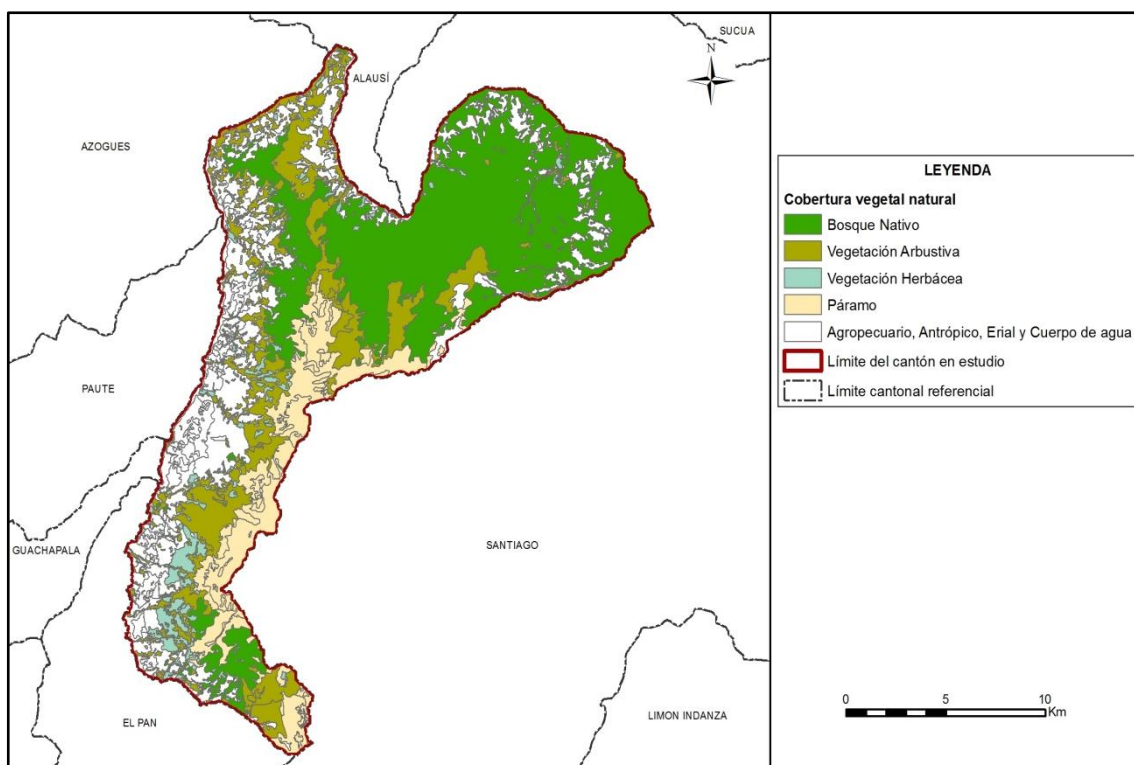 SUCUA
N
ALAUSÍ
AZOGUES
PAUTE
GUACHAPALA
SANTIAGO
EL PAN
LIMON INDANZA
LEYENDA
Cobertura vegetal natural
Bosque Nativo
Vegetación Arbustiva
Vegetación Herbácea
Páramo
Agropecuario, Antrópico, Erial y Cuerpo de agua
Límite del cantón en estudio
Límite cantonal referencial
0 5 10
Km